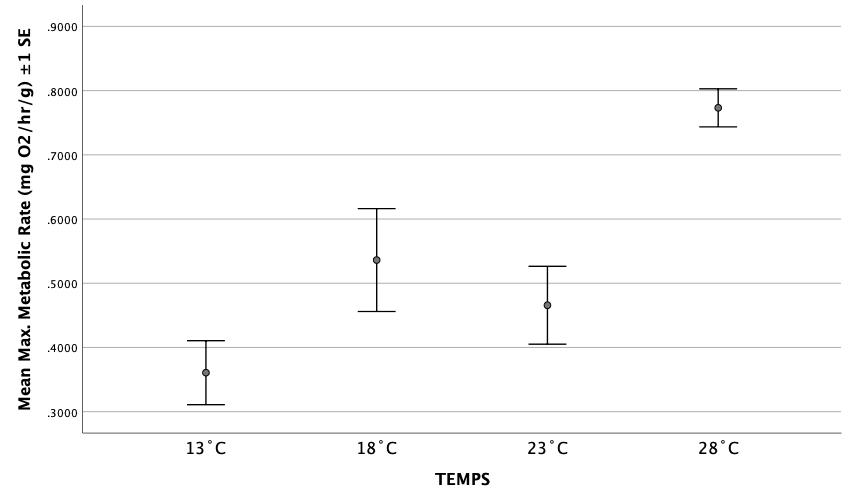 Mean Max. Metabolic Rate (mg O2/hr/g) ±1 SE
.9000
.8000
.7000
.6000
.5000
.4000
.3000
13˚C 18˚C 23˚C 28˚C
TEMPS